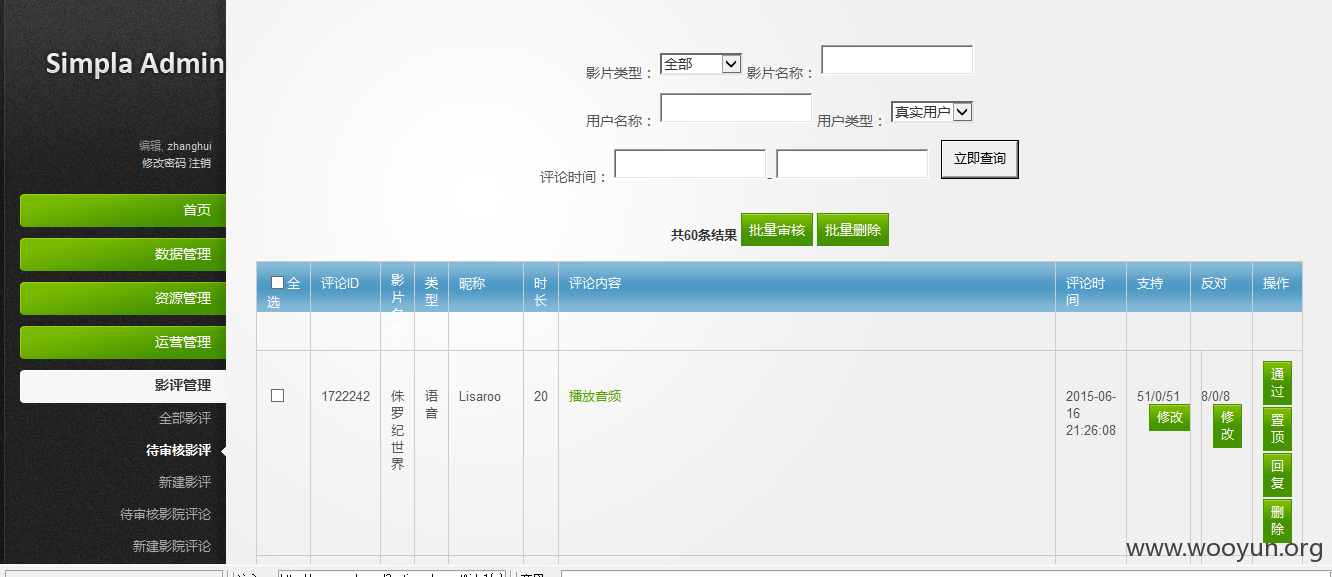 Simpla Admin
编辑, zhanghui
修改密码 注销
首页
数据管理
资源管理
运营管理
影评管理
全部影评
待审核影评
新建影评
待审核影院评论
新建影院评论
影片类型： 全部 影片名称：
用户名称： 用户类型： 真实用户
评论时间： - 立即查询
共60条结果 批量审核 批量删除
全选 评论ID 影片名 类型 昵称 时长 评论内容 评论时间 支持 反对 操作
1722242 侏罗纪世界 语音 Lisaroo 20 播放音频 2015-06-16 21:26:08 51/0/51 修改 8/0/8 修改 通过 置顶 回复 删除
www.wooyun.org